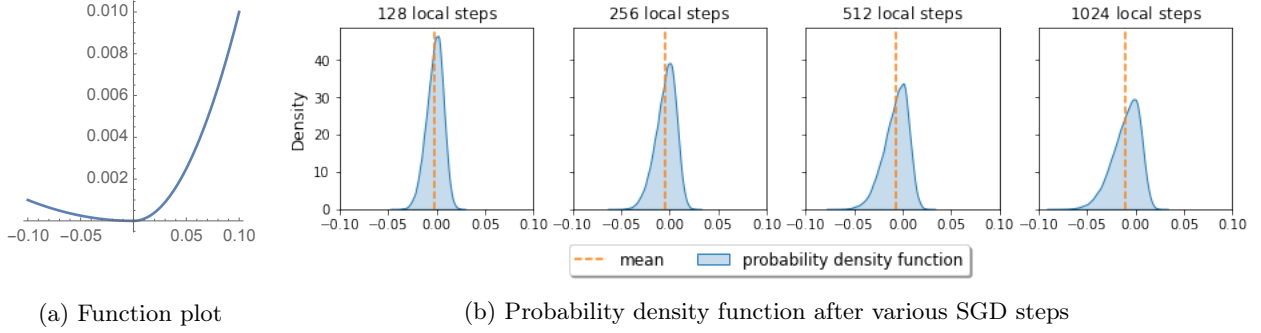 0.010
0.008
0.006
0.004
0.002
−0.10 −0.05 0.05 0.10
(a) Function plot
128 local steps 256 local steps 512 local steps 1024 local steps
Density
40
30
20
10
0
−0.10 −0.05 0.00 0.05 0.10 −0.05 0.00 0.05 0.10 −0.05 0.00 0.05 0.10 −0.10 −0.05 0.00 0.05 0.10
mean probability density function
(b) Probability density function after various SGD steps